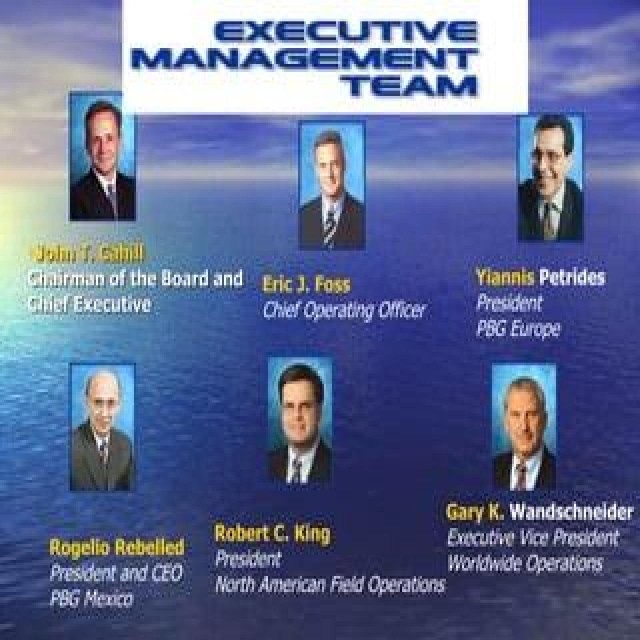 EXECUTIVE
MANAGEMENT
TEAM
John T. Cahill
Chairman of the Board and
Chief Executive
Eric J. Foss
Chief Operating Officer
Yiannis Petrides
President
PBG Europe
Rogelio Rebelled
President and CEO
PBG Mexico
Robert C. King
President
North American Field Operations
Gary K. Wandschneider
Executive Vice President
Worldwide Operations